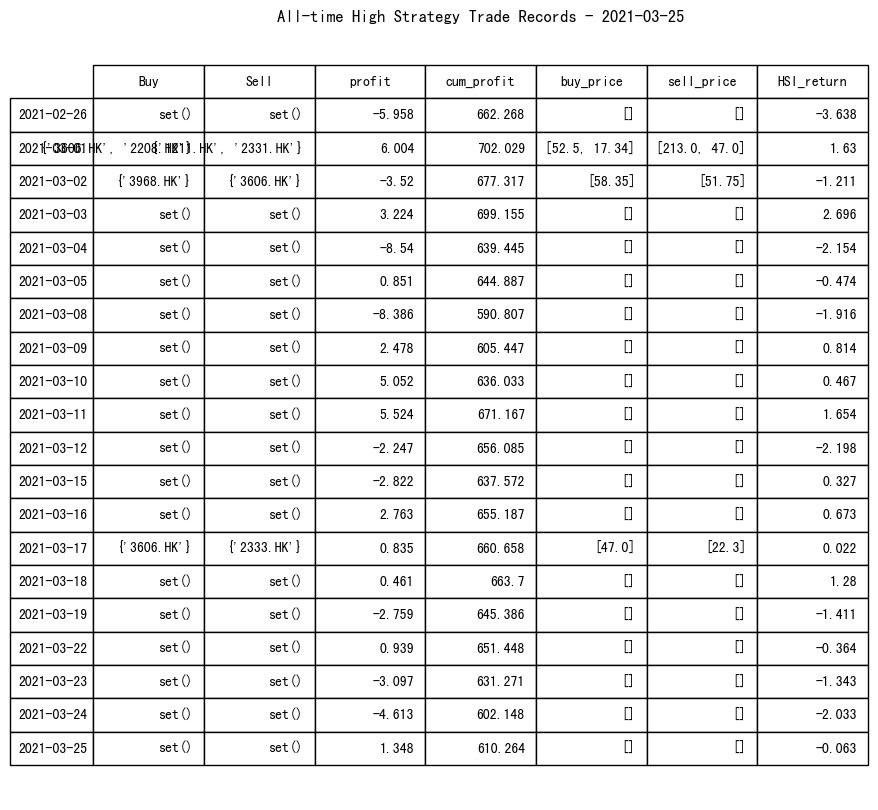 All-time High Strategy Trade Records - 2021-03-25
Buy Sell profit cum_profit buy_price sell_price HSI_return
2021-02-26 set() set() -5.958 662.268 [] [] -3.638
'2208.HK'} '2331.HK'} 6.004 702.029 [52.5, 17.34] [213.0, 47.0] 1.63
2021-03-02 {'3968.HK'} {'3606.HK'} -3.52 677.317 [58.35] [51.75] -1.211
2021-03-03 set() set() 3.224 699.155 [] [] 2.696
2021-03-04 set() set() -8.54 639.445 [] [] -2.154
2021-03-05 set() set() 0.851 644.887 [] [] -0.474
2021-03-08 set() set() -8.386 590.807 [] [] -1.916
2021-03-09 set() set() 2.478 605.447 [] [] 0.814
2021-03-10 set() set() 5.052 636.033 [] [] 0.467
2021-03-11 set() set() 5.524 671.167 [] [] 1.654
2021-03-12 set() set() -2.247 656.085 [] [] -2.198
2021-03-15 set() set() -2.822 637.572 [] [] 0.327
2021-03-16 set() set() 2.763 655.187 [] [] 0.673
2021-03-17 {'3606.HK'} {'2333.HK'} 0.835 660.658 [47.0] [22.3] 0.022
2021-03-18 set() set() 0.461 663.7 [] [] 1.28
2021-03-19 set() set() -2.759 645.386 [] [] -1.411
2021-03-22 set() set() 0.939 651.448 [] [] -0.364
2021-03-23 set() set() -3.097 631.271 [] [] -1.343
2021-03-24 set() set() -4.613 602.148 [] [] -2.033
2021-03-25 set() set() 1.348 610.264 [] [] -0.063